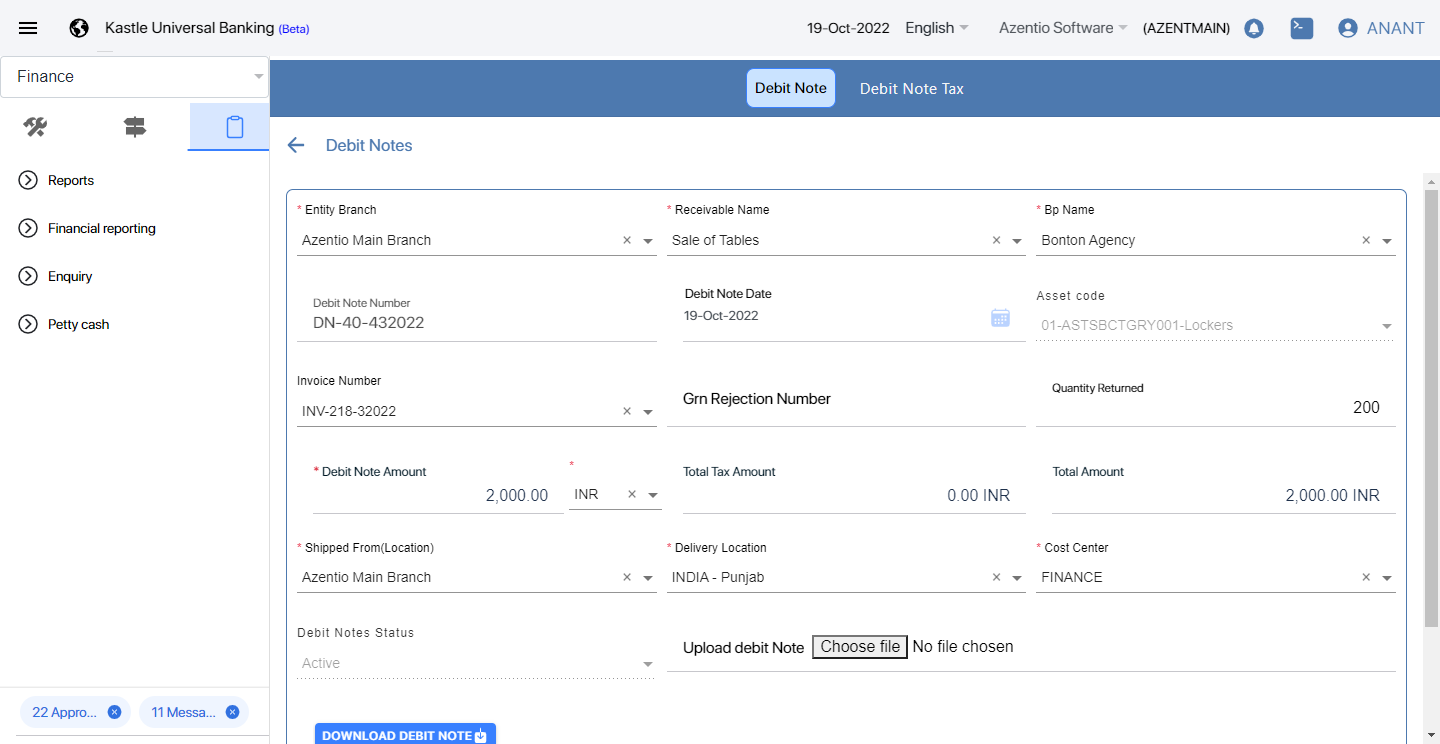 Kastle Universal Banking (Beta)
19-Oct-2022 English Azentio Software (AZENTMAIN) ANANT
Finance
Debit Note Debit Note Tax
Debit Notes
Reports
Financial reporting
Enquiry
Petty cash
* Entity Branch * Receivable Name * Bp Name
Azentio Main Branch × Sale of Tables × Bonton Agency ×
Debit Note Number Debit Note Date Asset code
DN-40-432022 19-Oct-2022 01-ASTSBCTGRY001-Lockers
Invoice Number Grn Rejection Number Quantity Returned
INV-218-32022 × 200
* Debit Note Amount * Total Tax Amount Total Amount
2,000.00 INR × 0.00 INR 2,000.00 INR
* Shipped From(Location) * Delivery Location * Cost Center
Azentio Main Branch × INDIA - Punjab × FINANCE ×
Debit Notes Status Upload debit Note Choose file No file chosen
Active
22 Appro... 11 Messa...
DOWNLOAD DEBIT NOTE